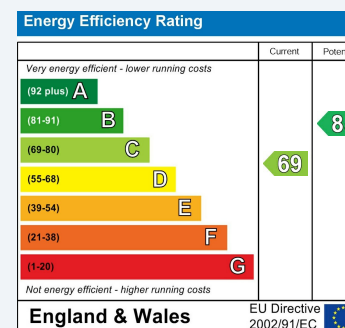 Energy Efficiency Rating
Current
Very energy efficient - lower running costs
(92 plus) A
(81-91) B
(69-80) C
69
(55-68) D
(39-54) E
(21-38) F
(1-20) G
Not energy efficient - higher running costs
England & Wales
EU Directive
2002/91/EC